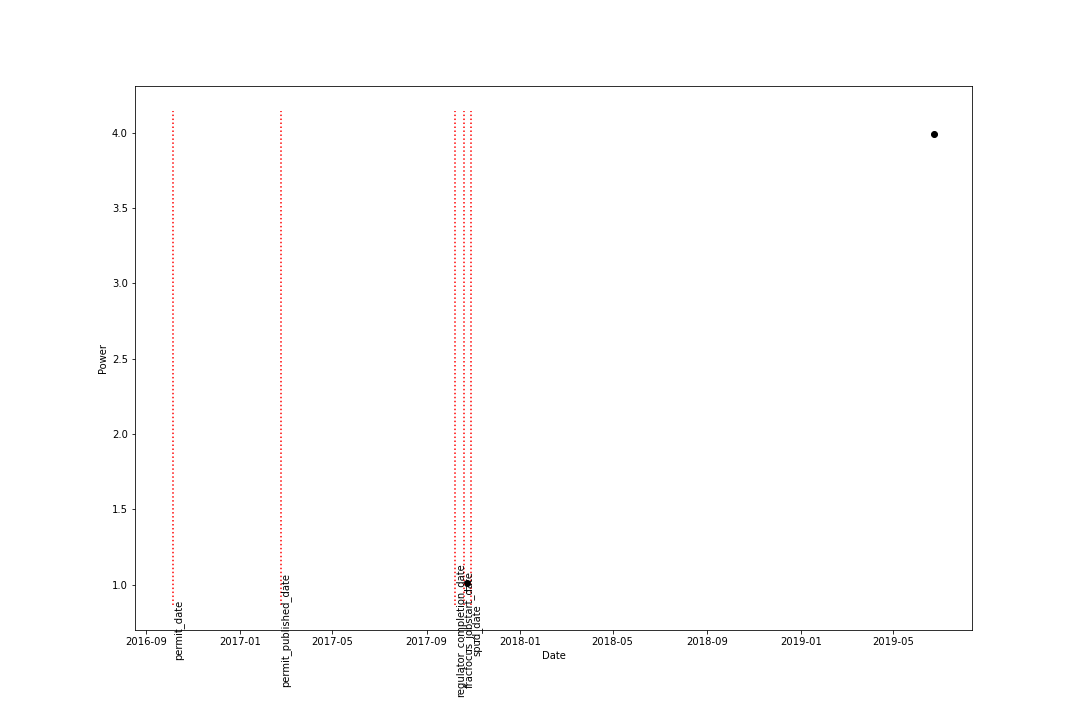 4.0
3.5
3.0
2.5
2.0
1.5
1.0
Power
permit_date
permit_published_date
regulator_completion_date
fracfocus_jobstart_date
spud_date
2016-09
2017-01
2017-05
2017-09
2018-01
2018-05
2018-09
2019-01
2019-05
Date